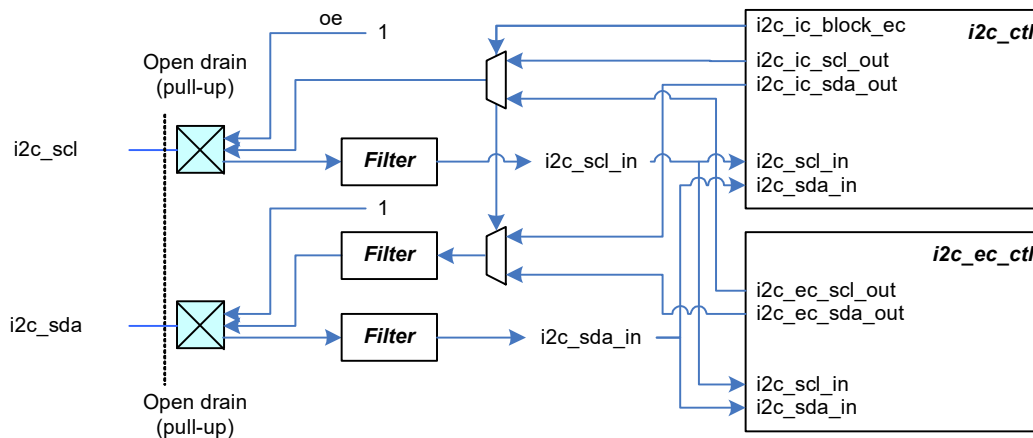 oe
1
i2c_ic_block_ec
i2c_ctl
Open drain
(pull-up)
i2c_ic_scl_out
i2c_ic_sda_out
i2c_scl
Filter
i2c_scl_in
i2c_scl_in
i2c_sda_in
1
Filter
i2c_ec_ctl
i2c_ec_scl_out
i2c_ec_sda_out
i2c_sda
Filter
i2c_sda_in
i2c_scl_in
i2c_sda_in
Open drain
(pull-up)